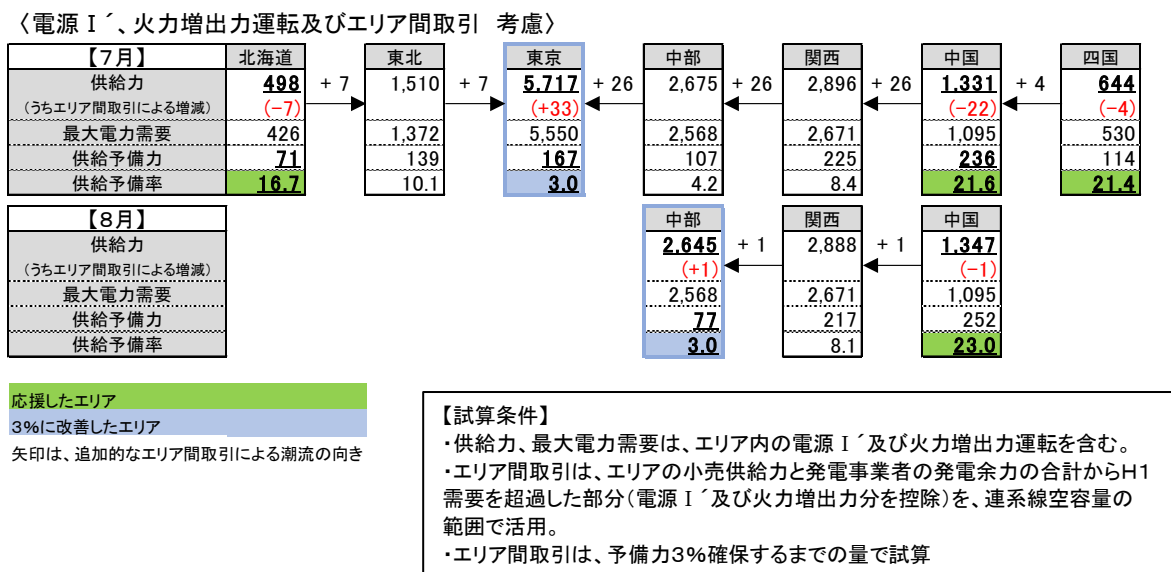 〈電源Ⅰ´、火力増出力運転及びエリア間取引 考慮〉
【7月】 北海道 東北 東京 中部 関西 中国 四国
供給力 498 +7 1,510 +7 5.717 +26 2,675 +26 2,896 +26 1.331 +4 644
(うちエリア間取引による増減) (-7) (+33) (-22) (-4)
最大電力需要 426 1,372 5,550 2,568 2,671 1,095 530
供給予備力 71 139 167 107 225 236 114
供給予備率 16.7 10.1 3.0 4.2 8.4 21.6 21.4
【8月】 中部 関西 中国
供給力 2.645 +1 2,888 +1 1.347
(うちエリア間取引による増減) (+1) (-1)
最大電力需要 2,568 2,671 1,095
供給予備力 77 217 252
供給予備率 3.0 8.1 23.0
応援したエリア
3%に改善したエリア
矢印は、追加的なエリア間取引による潮流の向き
【試算条件】
・供給力、最大電力需要は、エリア内の電源Ⅰ´及び火力増出力運転を含む。
・エリア間取引は、エリアの小売供給力と発電事業者の発電余力の合計からH1
需要を超過した部分(電源Ⅰ´及び火力増出力分を控除)を、連系線空容量の
範囲で活用。
・エリア間取引は、予備力3%確保するまでの量で試算